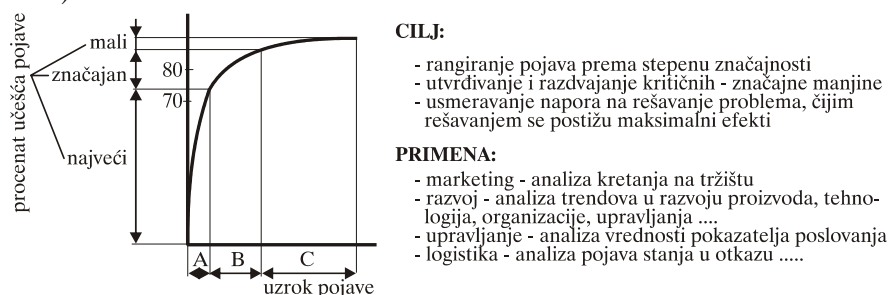 procenat učešća pojave
mali
značajan
najveći
80
70
A B C
uzrok pojave
CILJ:
- rangiranje pojava prema stepenu značajnosti
- utvrđivanje i razdvajanje kritičnih - značajne manjine
- usmeravanje napora na rešavanje problema, čijim
rešavanjem se postižu maksimalni efekti
PRIMENA:
- marketing - analiza kretanja na tržištu
- razvoj - analiza trendova u razvoju proizvoda, tehno-
logija, organizacije, upravljanja ....
- upravljanje - analiza vrednosti pokazatelja poslovanja
- logistika - analiza pojava stanja u otkazu .....